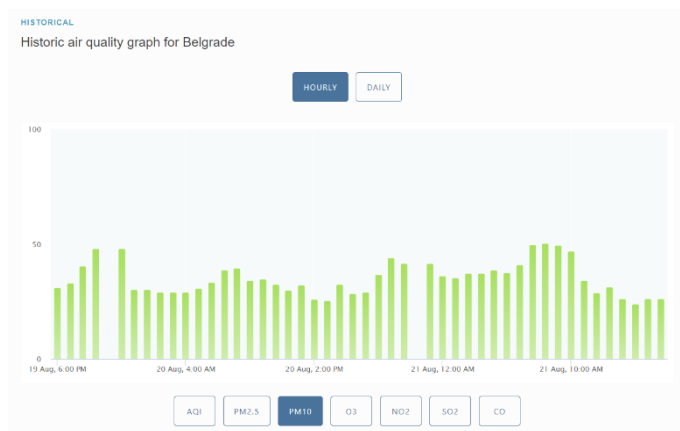 HISTORICAL
Historic air quality graph for Belgrade
HOURLY DAILY
100
50
0
19 Aug, 6:00 PM 20 Aug, 4:00 AM 20 Aug, 2:00 PM 21 Aug, 12:00 AM 21 Aug, 10:00 AM
AQI PM2.5 PM10 O3 NO2 SO2 CO